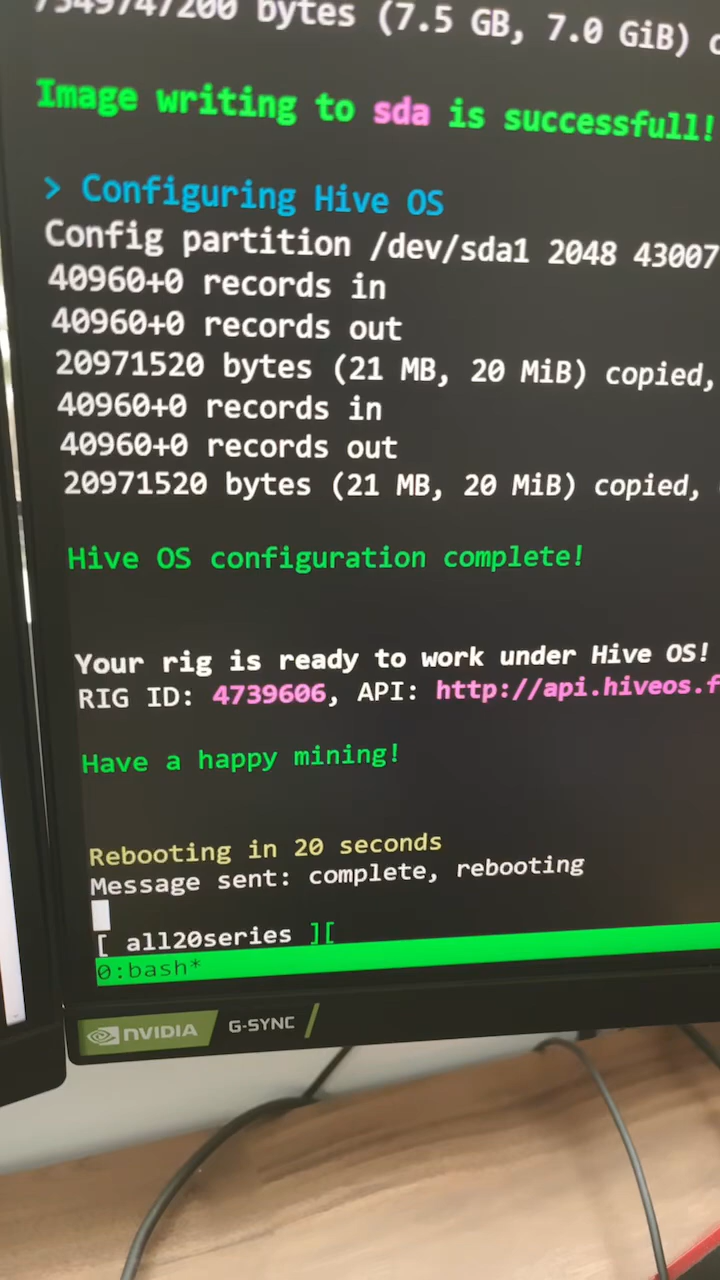 bytes (7.5 GB, 7.0 GiB)
Image writing to sda is successfull!
> Configuring Hive OS
Config partition /dev/sda1 2048 43007
40960+0 records in
40960+0 records out
20971520 bytes (21 MB, 20 MiB) copied,
40960+0 records in
40960+0 records out
20971520 bytes (21 MB, 20 MiB) copied,
Hive OS configuration complete!
Your rig is ready to work under Hive OS!
RIG ID: 4739606, API: http://api.hiveos.f
Have a happy mining!
Rebooting in 20 seconds
Message sent: complete, rebooting
[ all20series ][
0:bash*
NVIDIA G-SYNC